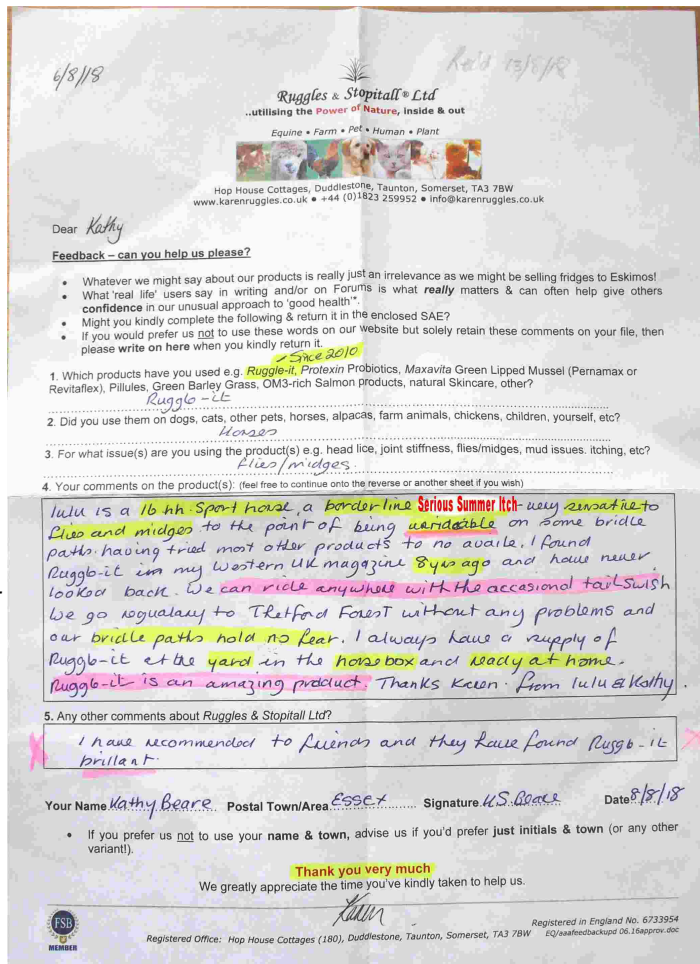 6/8/18
Rec'd 13/8/18
Ruggles & Stopitall® Ltd
..utilising the Power of Nature, inside & out
Equine • Farm • Pet • Human • Plant
Hop House Cottages, Duddlestone, Taunton, Somerset, TA3 7BW
www.karenruggles.co.uk • +44 (0)1823 259952 • info@karenruggles.co.uk
Dear Kathy
Feedback – can you help us please?
• Whatever we might say about our products is really just an irrelevance as we might be selling fridges to Eskimos!
• What 'real life' users say in writing and/or on Forums is what really matters & can often help give others
confidence in our unusual approach to 'good health'*.
• Might you kindly complete the following & return it in the enclosed SAE?
• If you would prefer us not to use these words on our website but solely retain these comments on your file, then
please write on here when you kindly return it.
✓ Since 2010
1. Which products have you used e.g. Ruggle-it, Protexin Probiotics, Maxavita Green Lipped Mussel (Pernamax or
Revitaflex), Pillules, Green Barley Grass, OM3-rich Salmon products, natural Skincare, other?
Ruggle-it
2. Did you use them on dogs, cats, other pets, horses, alpacas, farm animals, chickens, children, yourself, etc?
Horses
3. For what issue(s) are you using the product(s) e.g. head lice, joint stiffness, flies/midges, mud issues. itching, etc?
flies/midges.
4. Your comments on the product(s): (feel free to continue onto the reverse or another sheet if you wish)
lulu is a 16 hh. Sport horse, a borderline Serious Summer Itch - very sensative to
flies and midges to the point of being unridable on some bridle
paths. having tried most other products to no availe. I found
Ruggle-it in my Western UK magazine 8yrs ago and have never
looked back. We can ride anywhere with the accasional tail swish
We go regualary to Thetford Forest without any problems and
our bridle paths hold no fear. I always have a supply of
Ruggle-it at the yard in the horsebox and ready at home.
Ruggle-it is an amazing product. Thanks Karen. from lulu & Kathy.
5. Any other comments about Ruggles & Stopitall Ltd?
I have recommended to friends and they have found Ruggle-it
brillant.
Your Name Kathy Beare Postal Town/Area ESSEX Signature K.S. Beare Date 8/8/18
• If you prefer us not to use your name & town, advise us if you'd prefer just initials & town (or any other
variant!).
Thank you very much
We greatly appreciate the time you've kindly taken to help us.
Karen
FSB
MEMBER
Registered in England No. 6733954
Registered Office: Hop House Cottages (180), Duddlestone, Taunton, Somerset, TA3 7BW EQ/aaafeedbackupd 06.16approv.doc